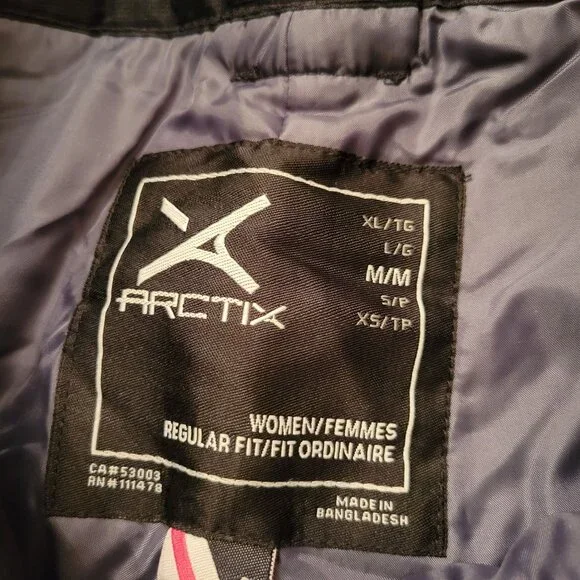 XL/TG
L/G
M/M
S/P
XS/TP
ARCTIX
WOMEN/FEMMES
REGULAR FIT/FIT ORDINAIRE
CA#53003
RN#111478
MADE IN
BANGLADESH